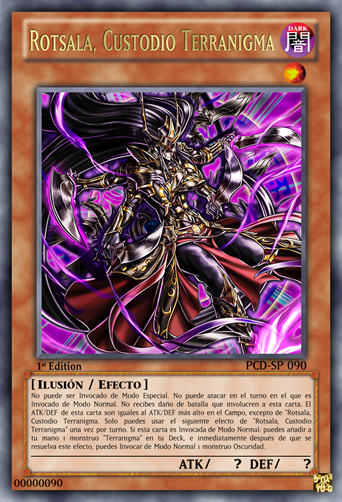 ROTSALA, CUSTODIO TERRANIGMA
DARK
闇
1st Edition
PCD-SP 090
[ ILUSIÓN / EFECTO ]
No puede ser Invocado de Modo Especial. No puede atacar en el turno en el que es
Invocado de Modo Normal. No recibes daño de batalla que involucren a esta carta. El
ATK/DEF de esta carta son iguales al ATK/DEF más alto en el Campo, excepto de "Rotsala,
Custodio Terranigma. Solo puedes usar el siguiente efecto de "Rotsala, Custodio
Terranigma" una vez por turno. Si esta carta es Invocada de Modo Normal: puedes añadir a
tu mano 1 monstruo "Terranigma" en tu Deck, e inmediatamente después de que se
resuelva este efecto, puedes Invocar de Modo Normal 1 monstruo Oscuridad.
ATK/ ? DEF/ ?
00000090